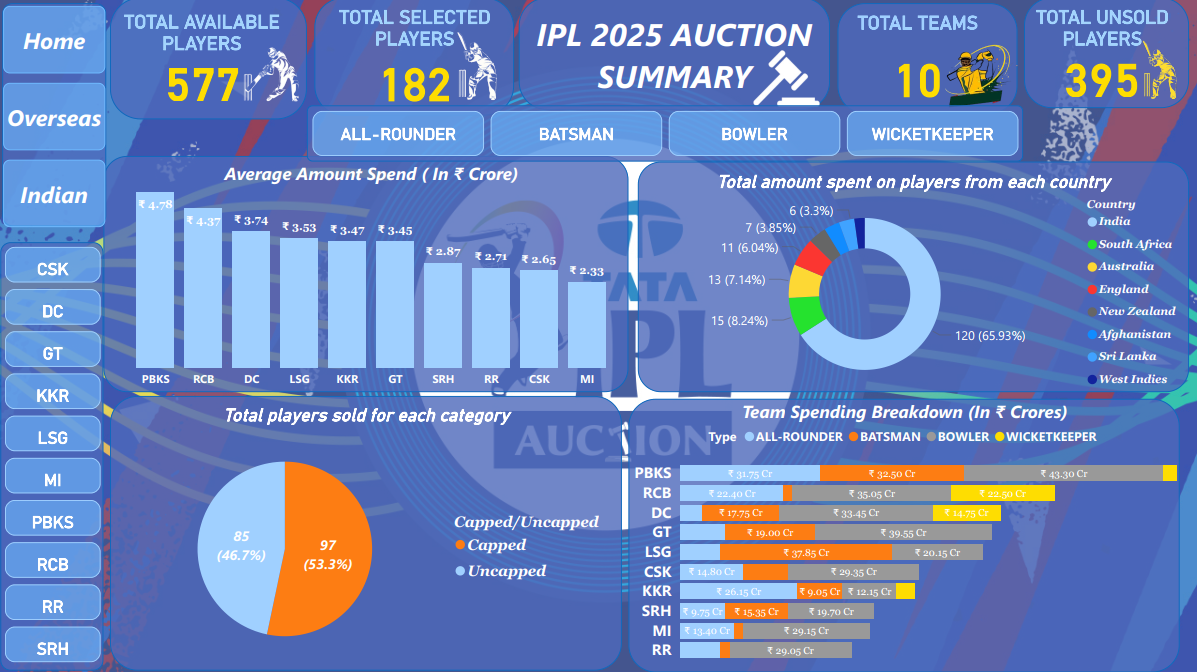 Home
Overseas
Indian
CSK
DC
GT
KKR
LSG
MI
PBKS
RCB
RR
SRH
TOTAL AVAILABLE
PLAYERS
577
TOTAL SELECTED
PLAYERS
182
IPL 2025 AUCTION
SUMMARY
TOTAL TEAMS
10
TOTAL UNSOLD
PLAYERS
395
ALL-ROUNDER
BATSMAN
BOWLER
WICKETKEEPER
Average Amount Spend ( In ₹ Crore)
₹ 4.78
₹ 4.37
₹ 3.74
₹ 3.53
₹ 3.47
₹ 3.45
₹ 2.87
₹ 2.71
₹ 2.65
₹ 2.33
PBKS
RCB
DC
LSG
KKR
GT
SRH
RR
CSK
MI
TATA
IPL
AUCTION
Total amount spent on players from each country
6 (3.3%)
7 (3.85%)
11 (6.04%)
13 (7.14%)
15 (8.24%)
120 (65.93%)
Country
India
South Africa
Australia
England
New Zealand
Afghanistan
Sri Lanka
West Indies
Total players sold for each category
85
(46.7%)
97
(53.3%)
Capped/Uncapped
Capped
Uncapped
Team Spending Breakdown (In ₹ Crores)
Type ALL-ROUNDER BATSMAN BOWLER WICKETKEEPER
PBKS ₹ 31.75 Cr ₹ 32.50 Cr ₹ 43.30 Cr
RCB ₹ 22.40 Cr ₹ 35.05 Cr ₹ 22.50 Cr
DC ₹ 17.75 Cr ₹ 33.45 Cr ₹ 14.75 Cr
GT ₹ 19.00 Cr ₹ 39.55 Cr
LSG ₹ 37.85 Cr ₹ 20.15 Cr
CSK ₹ 14.80 Cr ₹ 29.35 Cr
KKR ₹ 26.15 Cr ₹ 9.05 Cr ₹ 12.15 Cr
SRH ₹ 9.75 Cr ₹ 15.35 Cr ₹ 19.70 Cr
MI ₹ 13.40 Cr ₹ 29.15 Cr
RR ₹ 29.05 Cr